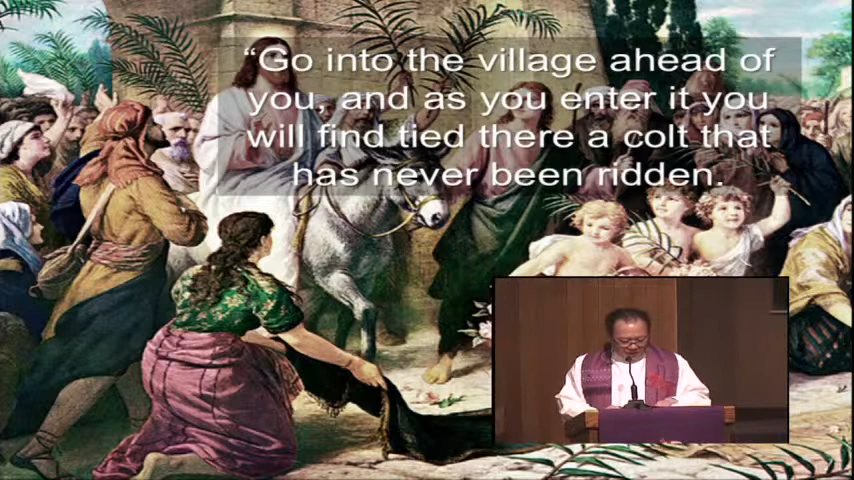 “Go into the village ahead of
you, and as you enter it you
will find tied there a colt that
has never been ridden.